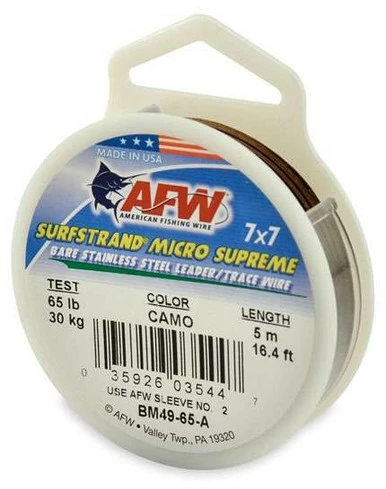 MADE IN USA
AFW
AMERICAN FISHING WIRE
7x7
SURFSTRAND® MICRO SUPREME
BARE STAINLESS STEEL LEADER/TRACE WIRE
TEST COLOR LENGTH
65 lb CAMO 5 m
30 kg 16.4 ft
0 35926 03544 7
USE AFW SLEEVE NO. 2
BM49-65-A
© AFW • Valley Twp., PA 19320